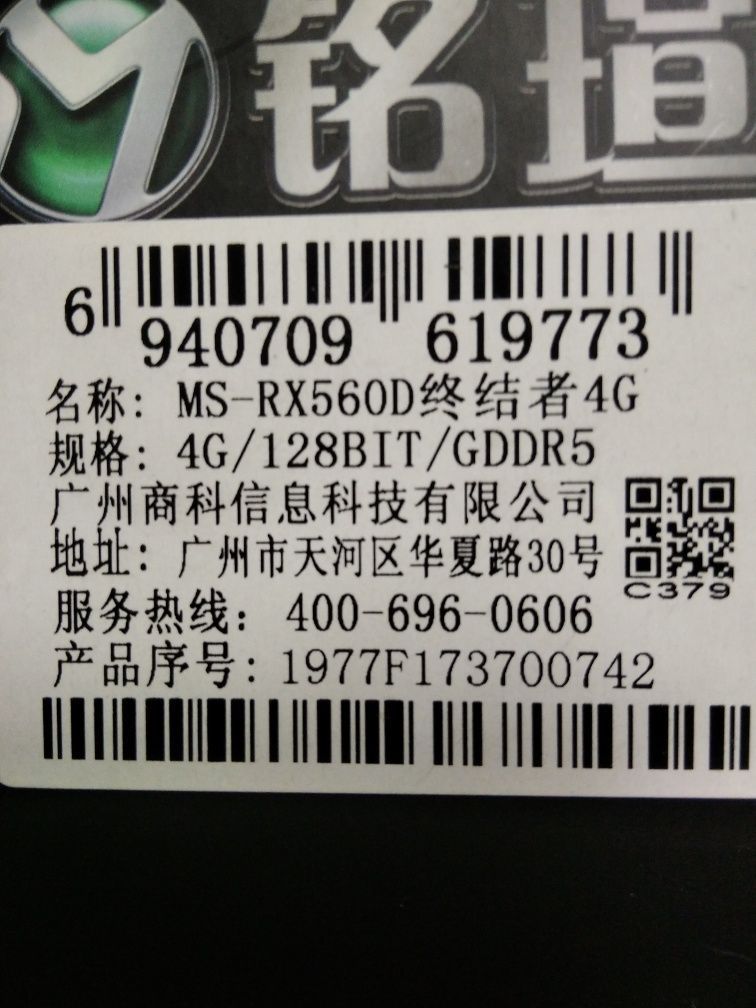 铭瑄
6 940709 619773
名称: MS-RX560D终结者4G
规格: 4G/128BIT/GDDR5
广州商科信息科技有限公司
地址: 广州市天河区华夏路30号
C379
服务热线: 400-696-0606
产品序号: 1977F173700742